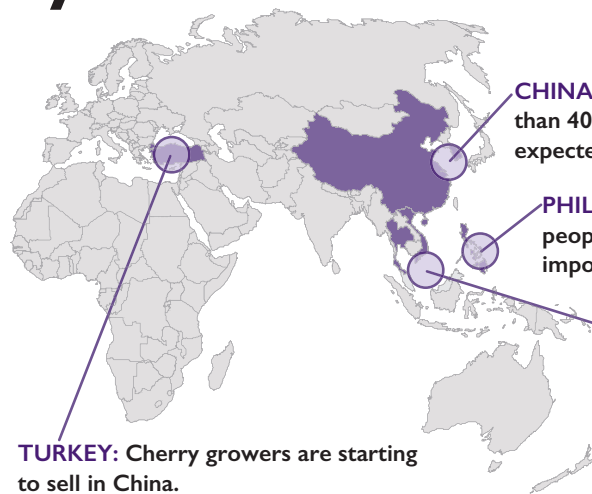 CHINA
than 40
expecte
PHIL
peop
impo
TURKEY: Cherry growers are starting
to sell in China.